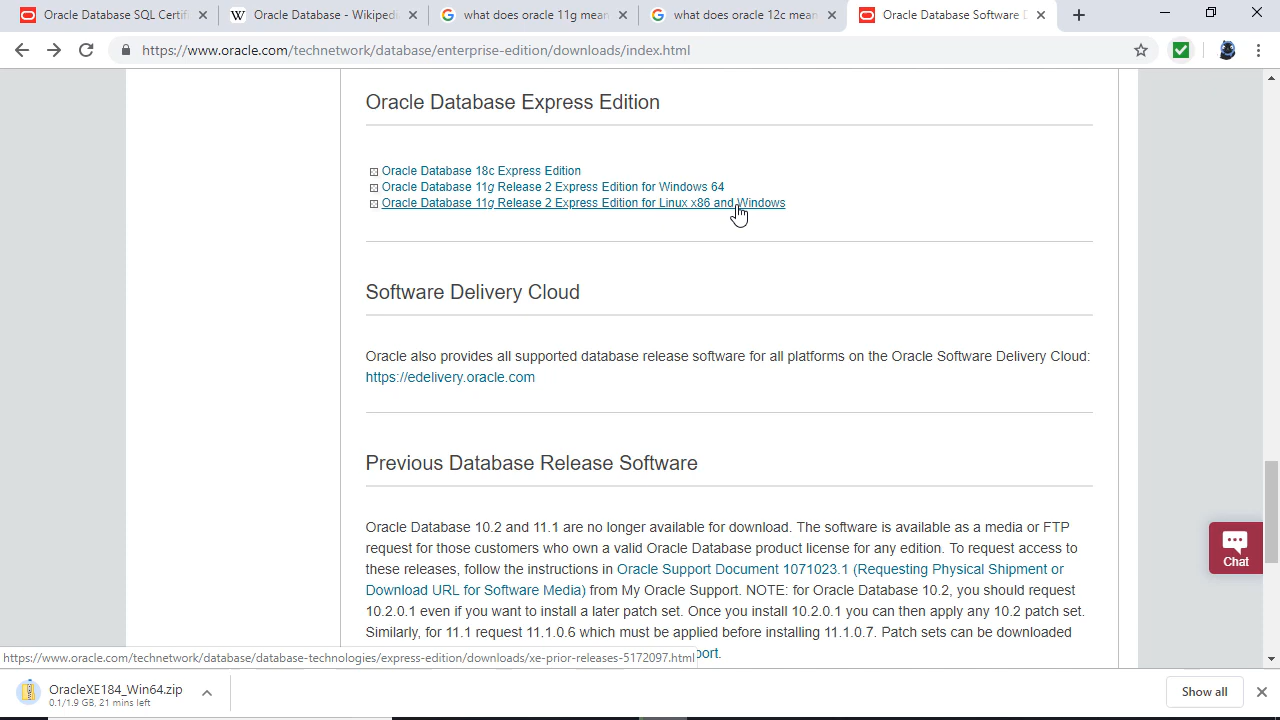 Oracle Database SQL Certif
Oracle Database - Wikipedi
what does oracle 11g mean
what does oracle 12c mean
Oracle Database Software D
https://www.oracle.com/technetwork/database/enterprise-edition/downloads/index.html
Oracle Database Express Edition
Oracle Database 18c Express Edition
Oracle Database 11g Release 2 Express Edition for Windows 64
Oracle Database 11g Release 2 Express Edition for Linux x86 and Windows
Software Delivery Cloud
Oracle also provides all supported database release software for all platforms on the Oracle Software Delivery Cloud:
https://edelivery.oracle.com
Previous Database Release Software
Oracle Database 10.2 and 11.1 are no longer available for download. The software is available as a media or FTP
request for those customers who own a valid Oracle Database product license for any edition. To request access to
these releases, follow the instructions in Oracle Support Document 1071023.1 (Requesting Physical Shipment or
Download URL for Software Media) from My Oracle Support. NOTE: for Oracle Database 10.2, you should request
10.2.0.1 even if you want to install a later patch set. Once you install 10.2.0.1 you can then apply any 10.2 patch set.
Similarly, for 11.1 request 11.1.0.6 which must be applied before installing 11.1.0.7. Patch sets can be downloaded
port.
Chat
https://www.oracle.com/technetwork/database/database-technologies/express-edition/downloads/xe-prior-releases-5172097.html
OracleXE184_Win64.zip
0.1/1.9 GB, 21 mins left
Show all